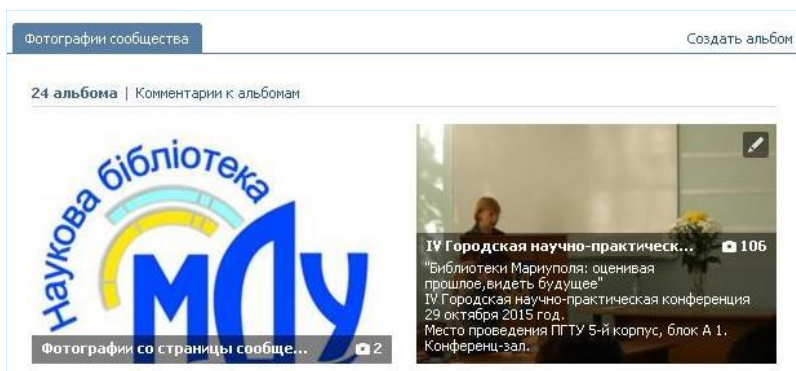 Фотографии сообщества
Создать альбом
24 альбома | Комментарии к альбомам
Наукова бібліотека
МДУ
Фотографии со страницы сообще... 2
IV Городская научно-практическ... 106
"Библиотеки Мариуполя: оценивая
прошлое,видеть будущее"
IV Городская научно-практическая конференция
29 октября 2015 год.
Место проведения ПГТУ 5-й корпус, блок А 1.
Конференц-зал.